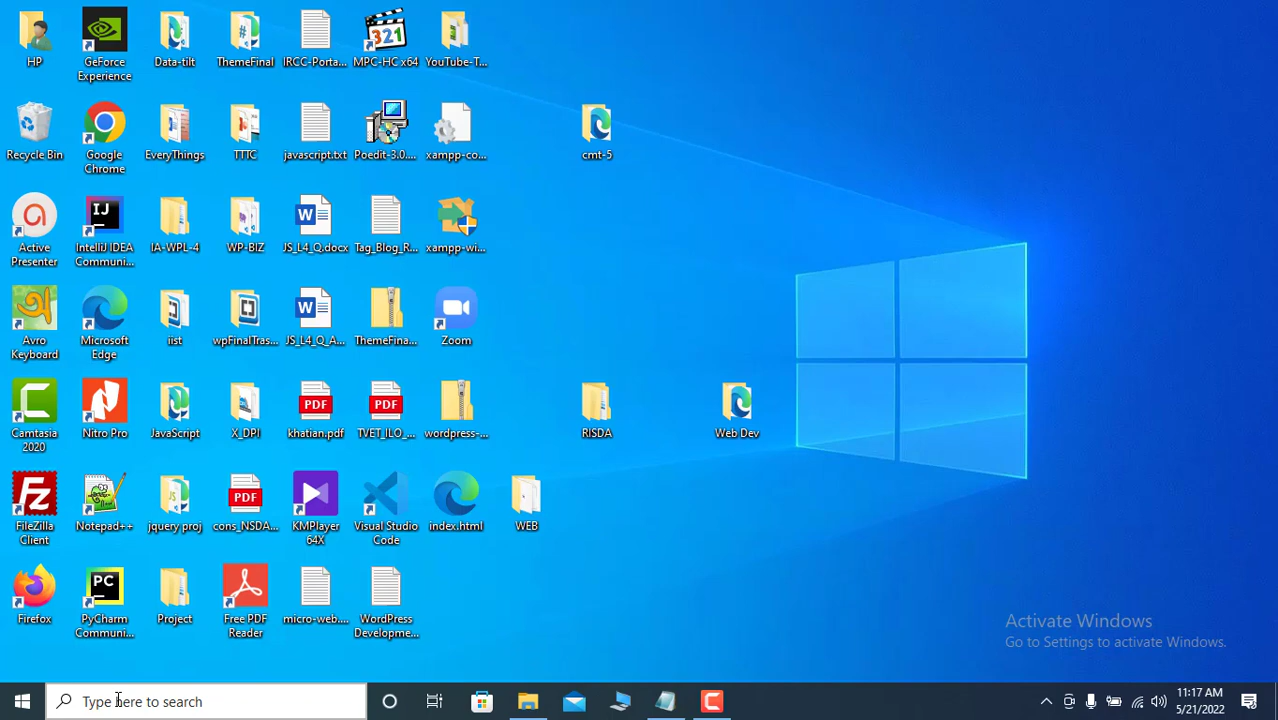 HP
GeForce
Experience
Data-tilt
ThemeFinal
IRCC-Porta...
MPC-HC x64
YouTube-T...
Recycle Bin
Google
Chrome
EveryThings
TTTC
javascript.txt
Poedit-3.0....
xampp-co...
cmt-5
Active
Presenter
IntelliJ IDEA
Communi...
IA-WPL-4
WP-BIZ
JS_L4_Q.docx
Tag_Blog_R...
xampp-wi...
Avro
Keyboard
Microsoft
Edge
iist
wpFinalTras...
JS_L4_Q_A...
ThemeFina...
Zoom
Camtasia
2020
Nitro Pro
JavaScript
X_DPI
khatian.pdf
TVET_ILO_...
wordpress-...
RISDA
Web Dev
FileZilla
Client
Notepad++
jquery proj
cons_NSDA...
KMPlayer
64X
Visual Studio
Code
index.html
WEB
Firefox
PyCharm
Communi...
Project
Free PDF
Reader
micro-web....
WordPress
Developme...
Activate Windows
Go to Settings to activate Windows.
Type here to search
11:17 AM
5/21/2022